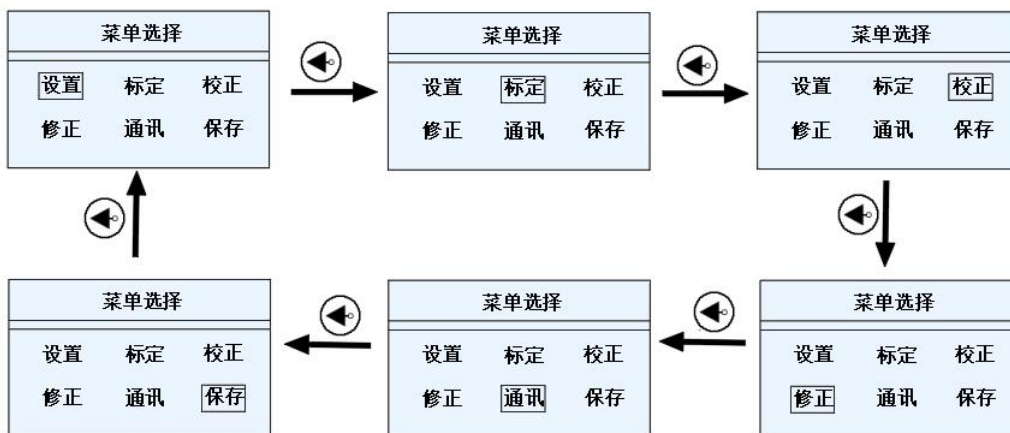 菜单选择
设置 标定 校正
修正 通讯 保存
菜单选择
设置 标定 校正
修正 通讯 保存
菜单选择
设置 标定 校正
修正 通讯 保存
菜单选择
设置 标定 校正
修正 通讯 保存
菜单选择
设置 标定 校正
修正 通讯 保存
菜单选择
设置 标定 校正
修正 通讯 保存